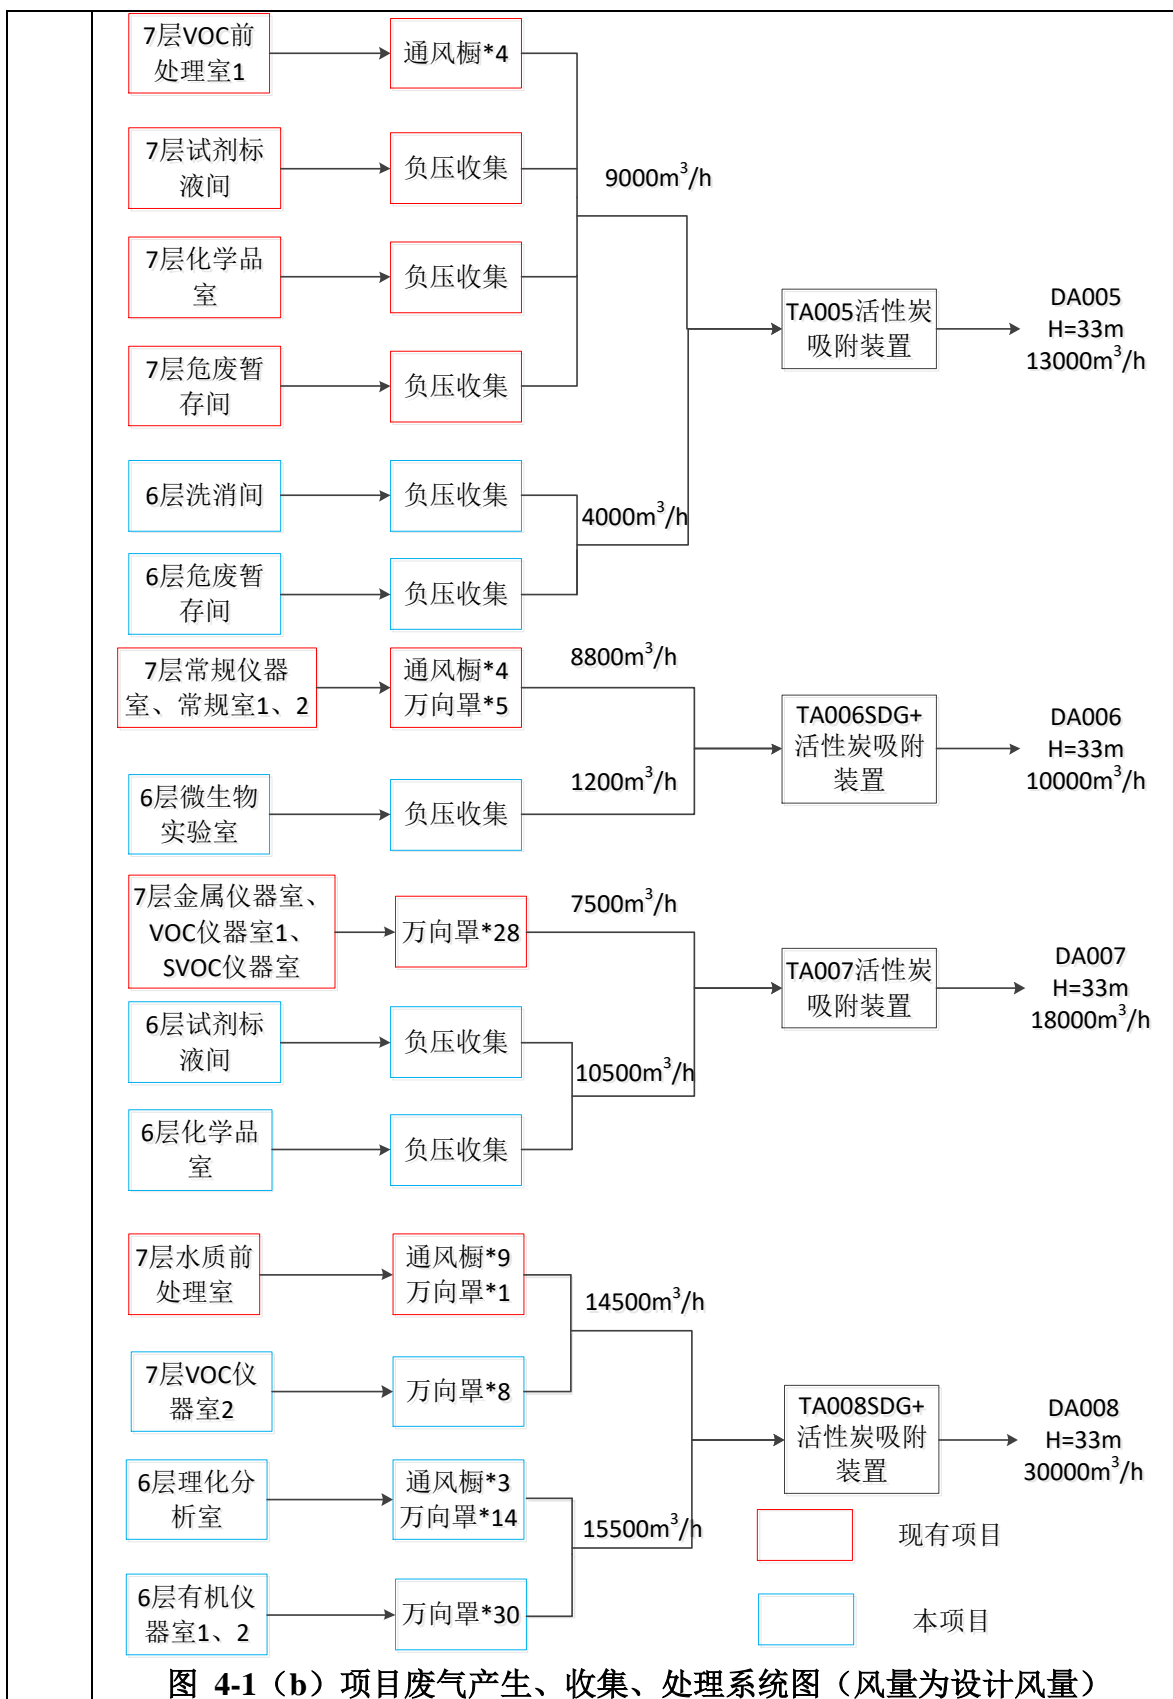 7层VOC前
处理室1
通风橱*4
7层试剂标
液间
负压收集
9000m³/h
7层化学品
室
负压收集
7层危废暂
存间
负压收集
TA005活性炭
吸附装置
DA005
H=33m
13000m³/h
6层洗消间
负压收集
4000m³/h
6层危废暂
存间
负压收集
7层常规仪器
室、常规室1、2
通风橱*4
万向罩*5
8800m³/h
6层微生物
实验室
负压收集
1200m³/h
TA006SDG+
活性炭吸附
装置
DA006
H=33m
10000m³/h
7层金属仪器室、
VOC仪器室1、
SVOC仪器室
万向罩*28
7500m³/h
6层试剂标
液间
负压收集
10500m³/h
6层化学品
室
负压收集
TA007活性炭
吸附装置
DA007
H=33m
18000m³/h
7层水质前
处理室
通风橱*9
万向罩*1
14500m³/h
7层VOC仪
器室2
万向罩*8
6层理化分
析室
通风橱*3
万向罩*14
15500m³/h
6层有机仪
器室1、2
万向罩*30
TA008SDG+
活性炭吸附
装置
DA008
H=33m
30000m³/h
现有项目
本项目
图 4-1（b）项目废气产生、收集、处理系统图（风量为设计风量）